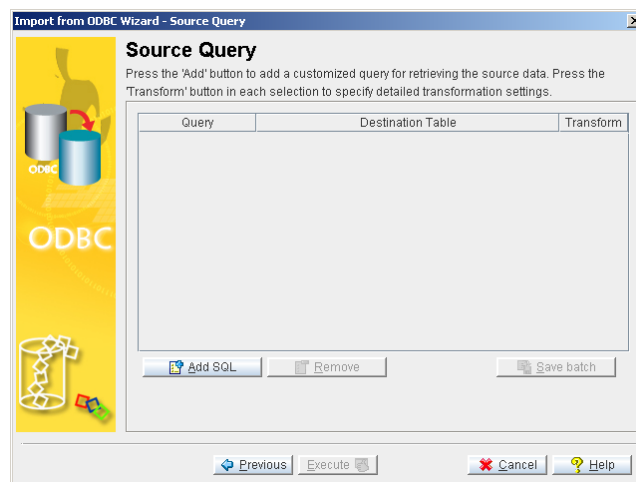 Import from ODBC Wizard - Source Query
Source Query
Press the 'Add' button to add a customized query for retrieving the source data. Press the
'Transform' button in each selection to specify detailed transformation settings.
Query Destination Table Transform
ODBC
ODBC
Add SQL Remove Save batch
Previous Execute Cancel Help